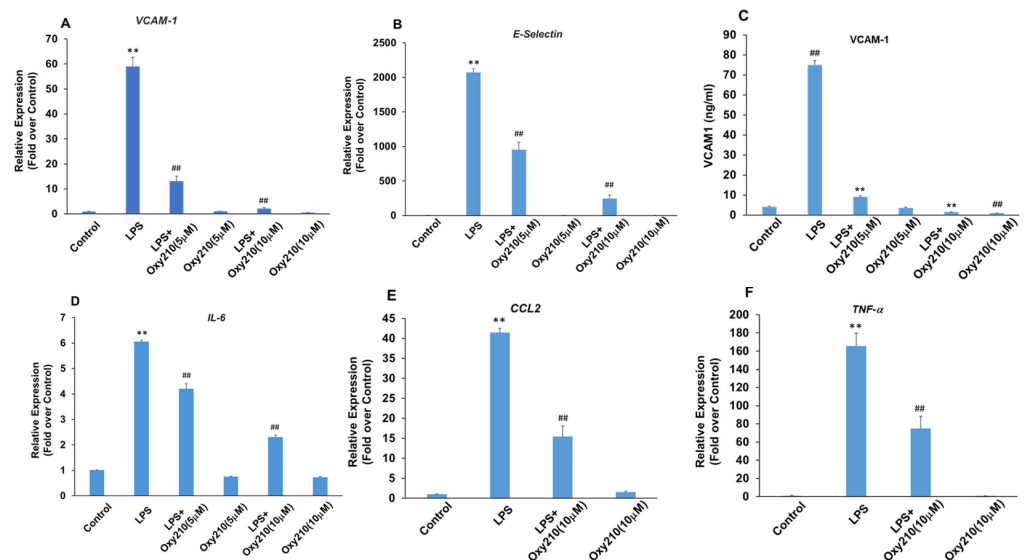 A
VCAM-1
Relative Expression
(Fold over Control)
70
60
50
40
30
20
10
0
**
##
##
Control
LPS
LPS+
Oxy210(5μM)
Oxy210(5μM)
LPS+
Oxy210(10μM)
Oxy210(10μM)
B
E-Selectin
Relative Expression
(Fold over Control)
2500
2000
1500
1000
500
0
**
##
##
Control
LPS
LPS+
Oxy210(5μM)
Oxy210(5μM)
LPS+
Oxy210(10μM)
Oxy210(10μM)
C
VCAM-1
VCAM1 (ng/ml)
90
80
70
60
50
40
30
20
10
0
##
**
**
##
Control
LPS
LPS+
Oxy210(5μM)
Oxy210(5μM)
LPS+
Oxy210(10μM)
Oxy210(10μM)
D
IL-6
Relative Expression
(Fold over Control)
7
6
5
4
3
2
1
0
**
##
##
Control
LPS
LPS+
Oxy210(5μM)
Oxy210(5μM)
LPS+
Oxy210(10μM)
Oxy210(10μM)
E
CCL2
Relative Expression
(Fold over Control)
45
40
35
30
25
20
15
10
5
0
**
##
Control
LPS
LPS+
Oxy210(10μM)
Oxy210(10μM)
F
TNF-α
Relative Expression
(Fold over Control)
200
180
160
140
120
100
80
60
40
20
0
**
##
Control
LPS
LPS+
Oxy210(10μM)
Oxy210(10μM)